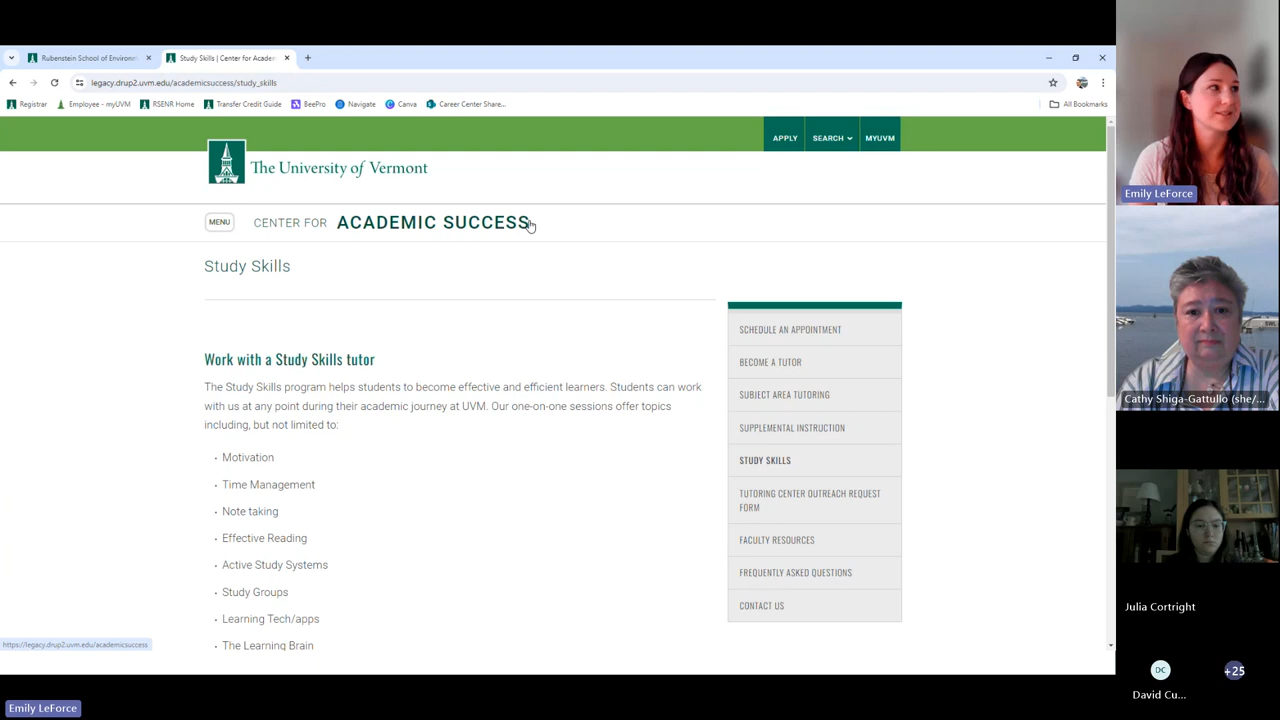 Rubenstein School of Environm
Study Skills | Center for Acader
legacy.drup2.uvm.edu/academicsuccess/study_skills
Registrar
Employee - myUVM
RSENR Home
Transfer Credit Guide
BeePro
Navigate
Canva
Career Center Share...
All Bookmarks
APPLY
SEARCH
MYUVM
The University of Vermont
MENU
CENTER FOR ACADEMIC SUCCESS
Study Skills
Work with a Study Skills tutor
The Study Skills program helps students to become effective and efficient learners. Students can work
with us at any point during their academic journey at UVM. Our one-on-one sessions offer topics
including, but not limited to:
Motivation
Time Management
Note taking
Effective Reading
Active Study Systems
Study Groups
Learning Tech/apps
The Learning Brain
SCHEDULE AN APPOINTMENT
BECOME A TUTOR
SUBJECT AREA TUTORING
SUPPLEMENTAL INSTRUCTION
STUDY SKILLS
TUTORING CENTER OUTREACH REQUEST
FORM
FACULTY RESOURCES
FREQUENTLY ASKED QUESTIONS
CONTACT US
https://legacy.drup2.uvm.edu/academicsuccess
Emily LeForce
Emily LeForce
Cathy Shiga-Gattullo (she/...
Julia Cortright
DC
+25
David Cu...